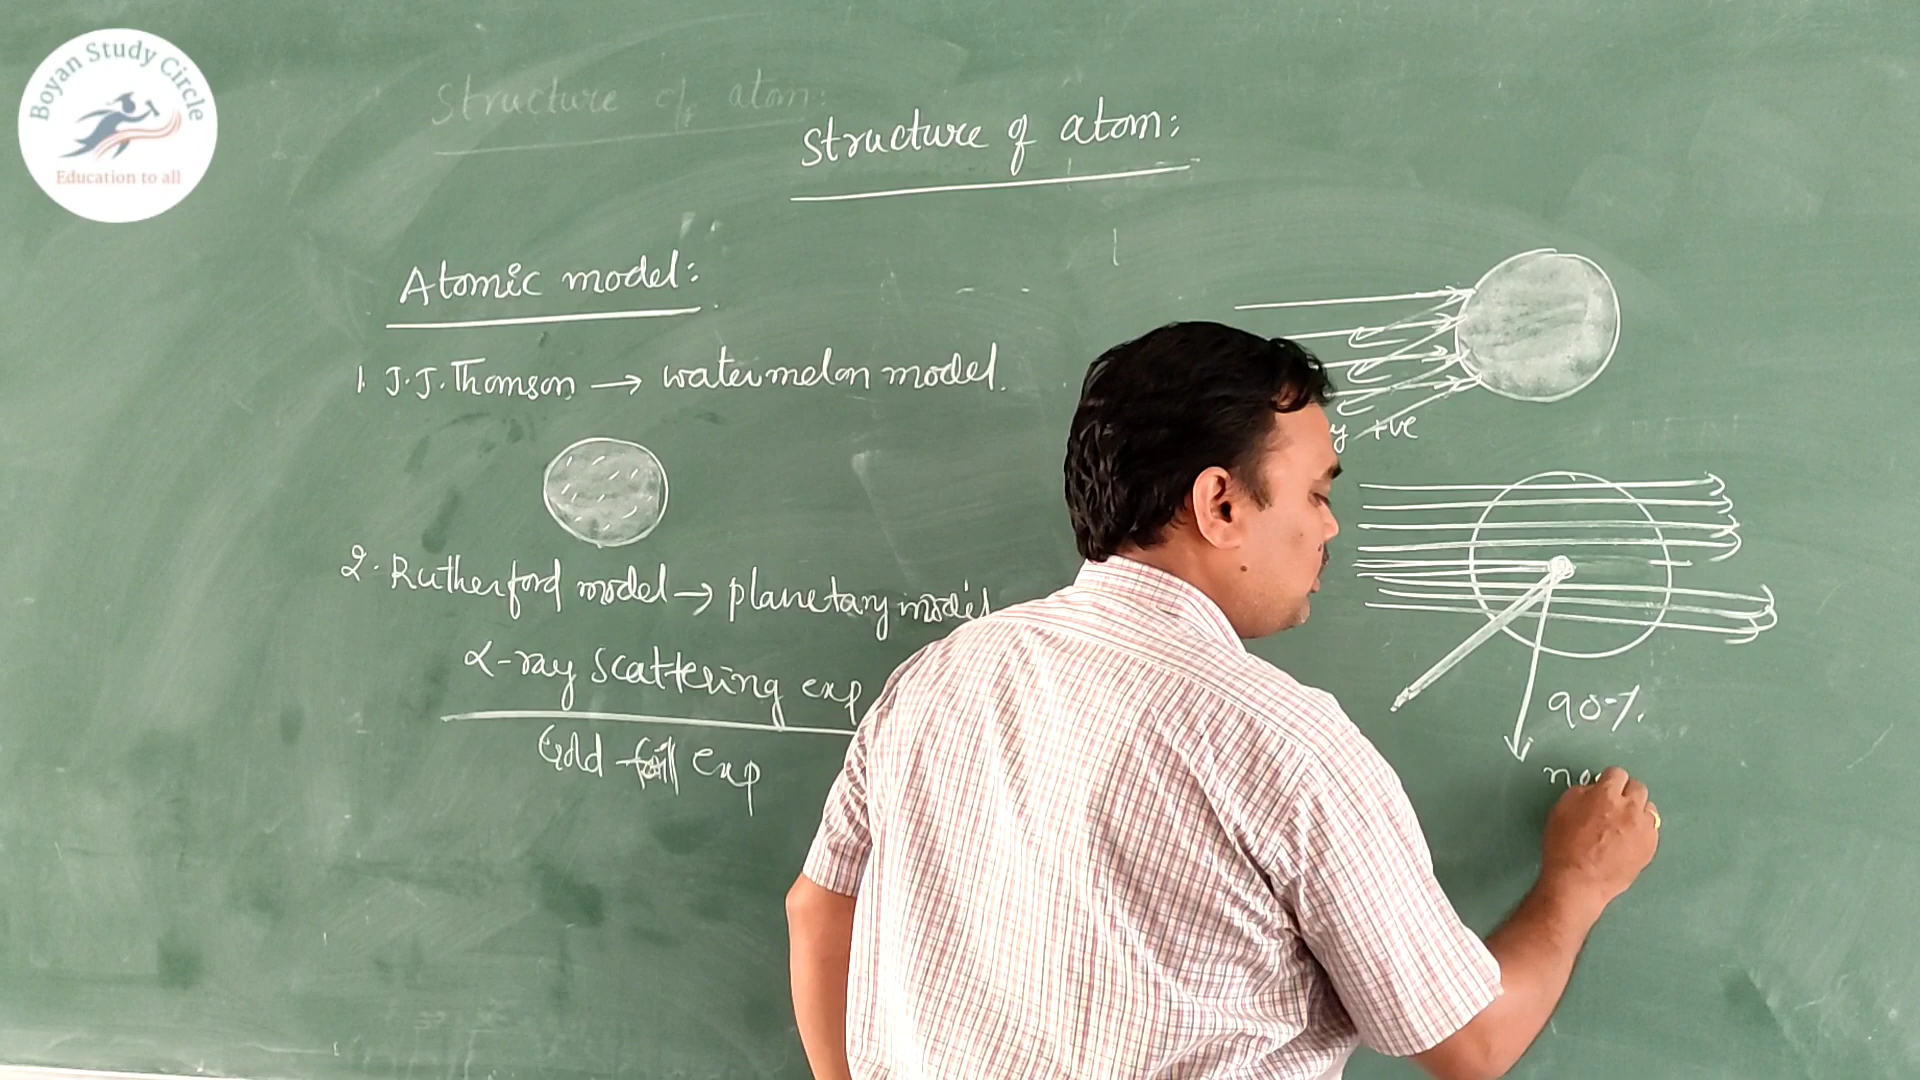 Boyan Study Circle
Education to all
Structure of atom:
Structure of atom:
Atomic model:
1. J.J. Thomson → watermelon model.
2. Rutherford model → planetary model
α-ray scattering exp
Gold foil exp
y +ve
90%.